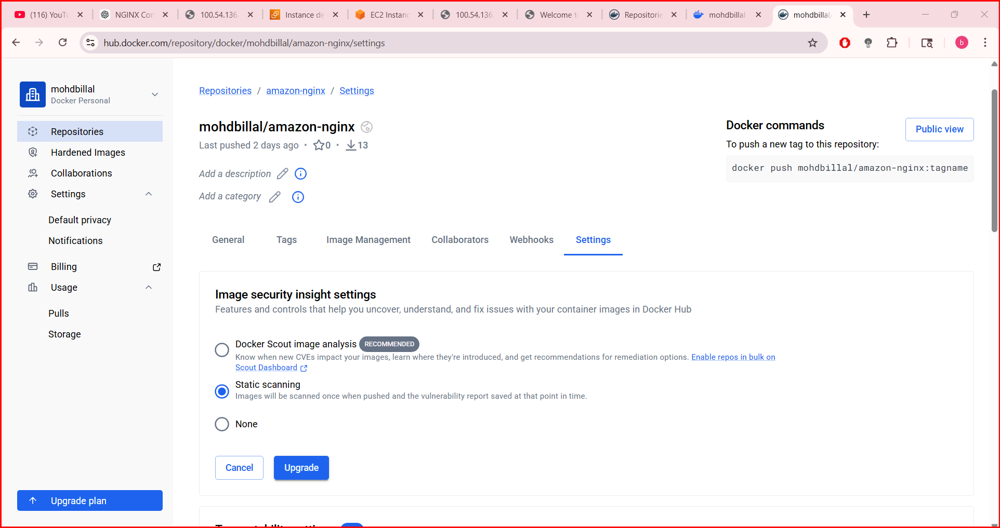 (116) YouTu
NGINX Con
100.54.136.
Instance de
EC2 Instanc
100.54.136.
Welcome to
Repositorie
mohdbillal
mohdbillal/
hub.docker.com/repository/docker/mohdbillal/amazon-nginx/settings
b
mohdbillal
Docker Personal
Repositories
Hardened Images
Collaborations
Settings
Default privacy
Notifications
Billing
Usage
Pulls
Storage
Upgrade plan
Repositories / amazon-nginx / Settings
mohdbillal/amazon-nginx
Last pushed 2 days ago • 0 • 13
Add a description
Add a category
Docker commands
Public view
To push a new tag to this repository:
docker push mohdbillal/amazon-nginx:tagname
General
Tags
Image Management
Collaborators
Webhooks
Settings
Image security insight settings
Features and controls that help you uncover, understand, and fix issues with your container images in Docker Hub
Docker Scout image analysis RECOMMENDED
Know when new CVEs impact your images, learn where they're introduced, and get recommendations for remediation options. Enable repos in bulk on
Scout Dashboard
Static scanning
Images will be scanned once when pushed and the vulnerability report saved at that point in time.
None
Cancel
Upgrade